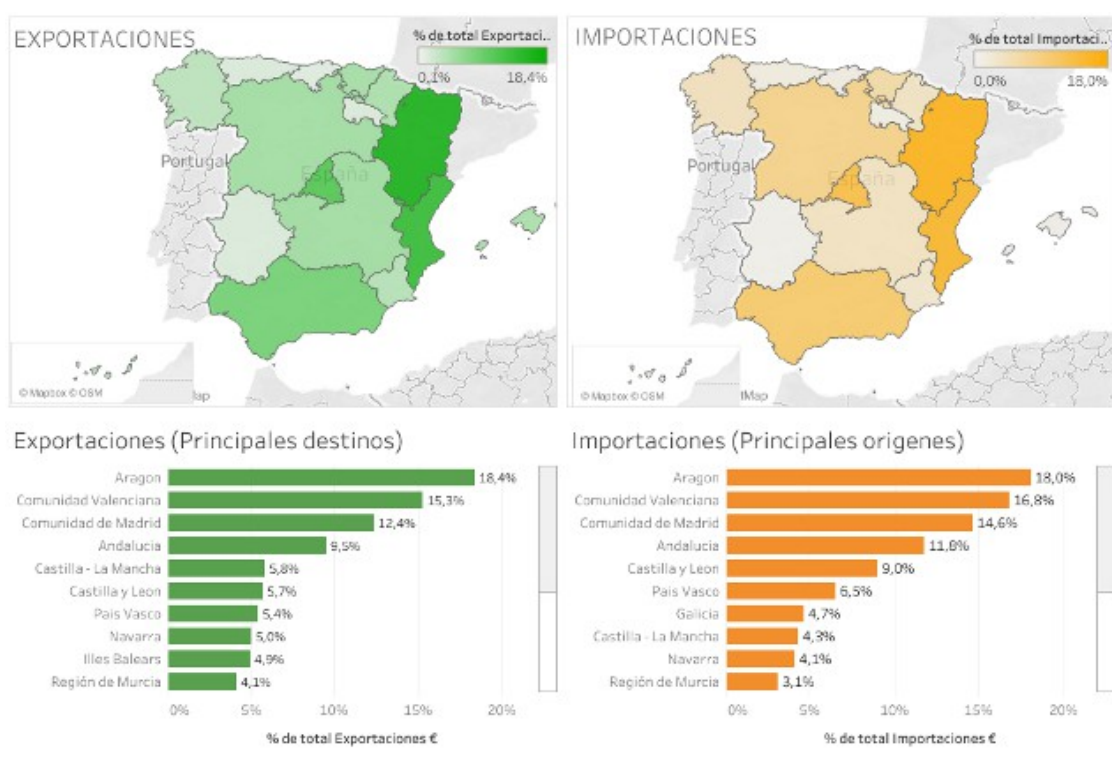 EXPORTACIONES
% de total Exportaci..
0,1%
18,4%
Portugal
España
© Mapbox © OSM
IMPORTACIONES
% de total Importaci..
0,0%
18,0%
Portugal
España
© Mapbox © OSM
tMap
Exportaciones (Principales destinos)
Aragon 18,4%
Comunidad Valenciana 15,3%
Comunidad de Madrid 12,4%
Andalucia 9,5%
Castilla - La Mancha 5,8%
Castilla y Leon 5,7%
Pais Vasco 5,4%
Navarra 5,0%
Illes Balears 4,9%
Región de Murcia 4,1%
0% 5% 10% 15% 20%
% de total Exportaciones €
Importaciones (Principales origenes)
Aragon 18,0%
Comunidad Valenciana 16,8%
Comunidad de Madrid 14,6%
Andalucia 11,8%
Castilla y Leon 9,0%
Pais Vasco 6,5%
Galicia 4,7%
Castilla - La Mancha 4,3%
Navarra 4,1%
Región de Murcia 3,1%
0% 5% 10% 15% 20%
% de total Importaciones €